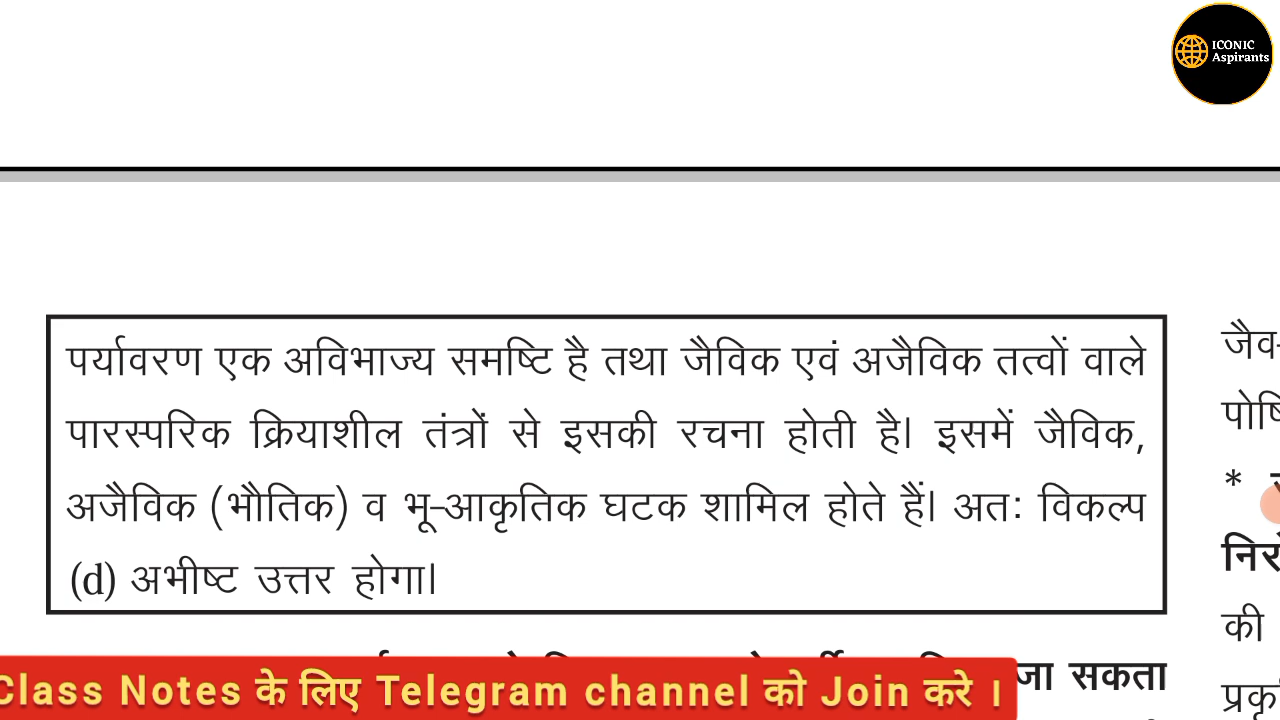 ICONIC
Aspirants
पर्यावरण एक अविभाज्य समष्टि है तथा जैविक एवं अजैविक तत्वों वाले
पारस्परिक क्रियाशील तंत्रों से इसकी रचना होती है। इसमें जैविक,
अजैविक (भौतिक) व भू-आकृतिक घटक शामिल होते हैं। अतः विकल्प
(d) अभीष्ट उत्तर होगा।
जा सकता
Class Notes के लिए Telegram channel को Join करे ।
जैव-
*
की